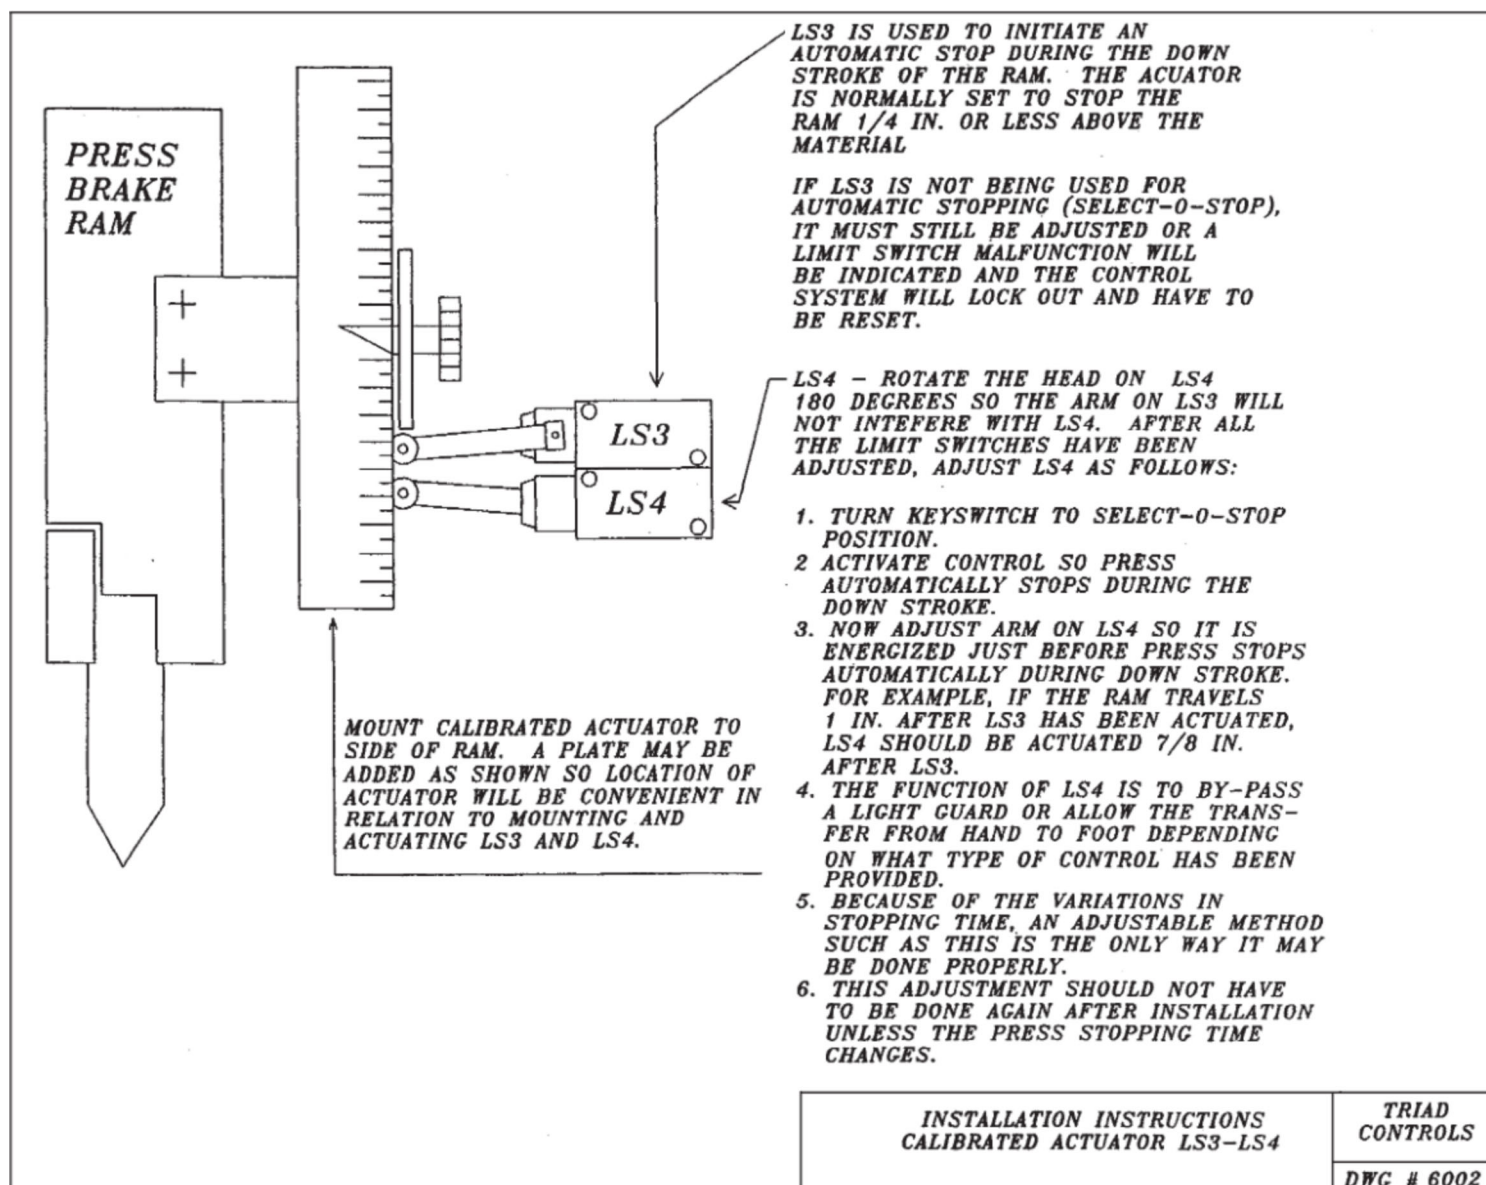 PRESS
BRAKE
RAM
LS3 IS USED TO INITIATE AN
AUTOMATIC STOP DURING THE DOWN
STROKE OF THE RAM. THE ACUATOR
IS NORMALLY SET TO STOP THE
RAM 1/4 IN. OR LESS ABOVE THE
MATERIAL
IF LS3 IS NOT BEING USED FOR
AUTOMATIC STOPPING (SELECT-O-STOP),
IT MUST STILL BE ADJUSTED OR A
LIMIT SWITCH MALFUNCTION WILL
BE INDICATED AND THE CONTROL
SYSTEM WILL LOCK OUT AND HAVE TO
BE RESET.
LS3
LS4
LS4 - ROTATE THE HEAD ON LS4
180 DEGREES SO THE ARM ON LS3 WILL
NOT INTEFERE WITH LS4. AFTER ALL
THE LIMIT SWITCHES HAVE BEEN
ADJUSTED, ADJUST LS4 AS FOLLOWS:
1. TURN KEYSWITCH TO SELECT-O-STOP
POSITION.
2 ACTIVATE CONTROL SO PRESS
AUTOMATICALLY STOPS DURING THE
DOWN STROKE.
3. NOW ADJUST ARM ON LS4 SO IT IS
ENERGIZED JUST BEFORE PRESS STOPS
AUTOMATICALLY DURING DOWN STROKE.
FOR EXAMPLE, IF THE RAM TRAVELS
1 IN. AFTER LS3 HAS BEEN ACTUATED,
LS4 SHOULD BE ACTUATED 7/8 IN.
AFTER LS3.
4. THE FUNCTION OF LS4 IS TO BY-PASS
A LIGHT GUARD OR ALLOW THE TRANS-
FER FROM HAND TO FOOT DEPENDING
ON WHAT TYPE OF CONTROL HAS BEEN
PROVIDED.
5. BECAUSE OF THE VARIATIONS IN
STOPPING TIME, AN ADJUSTABLE METHOD
SUCH AS THIS IS THE ONLY WAY IT MAY
BE DONE PROPERLY.
6. THIS ADJUSTMENT SHOULD NOT HAVE
TO BE DONE AGAIN AFTER INSTALLATION
UNLESS THE PRESS STOPPING TIME
CHANGES.
MOUNT CALIBRATED ACTUATOR TO
SIDE OF RAM. A PLATE MAY BE
ADDED AS SHOWN SO LOCATION OF
ACTUATOR WILL BE CONVENIENT IN
RELATION TO MOUNTING AND
ACTUATING LS3 AND LS4.
INSTALLATION INSTRUCTIONS
CALIBRATED ACTUATOR LS3-LS4
TRIAD
CONTROLS
DWG # 6002